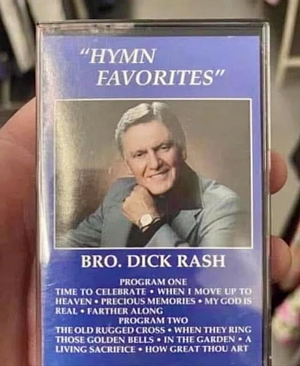 "HYMN
FAVORITES"
BRO. DICK RASH
PROGRAM ONE
TIME TO CELEBRATE • WHEN I MOVE UP TO
HEAVEN • PRECIOUS MEMORIES • MY GOD IS
REAL • FARTHER ALONG
PROGRAM TWO
THE OLD RUGGED CROSS • WHEN THEY RING
THOSE GOLDEN BELLS • IN THE GARDEN • A
LIVING SACRIFICE • HOW GREAT THOU ART